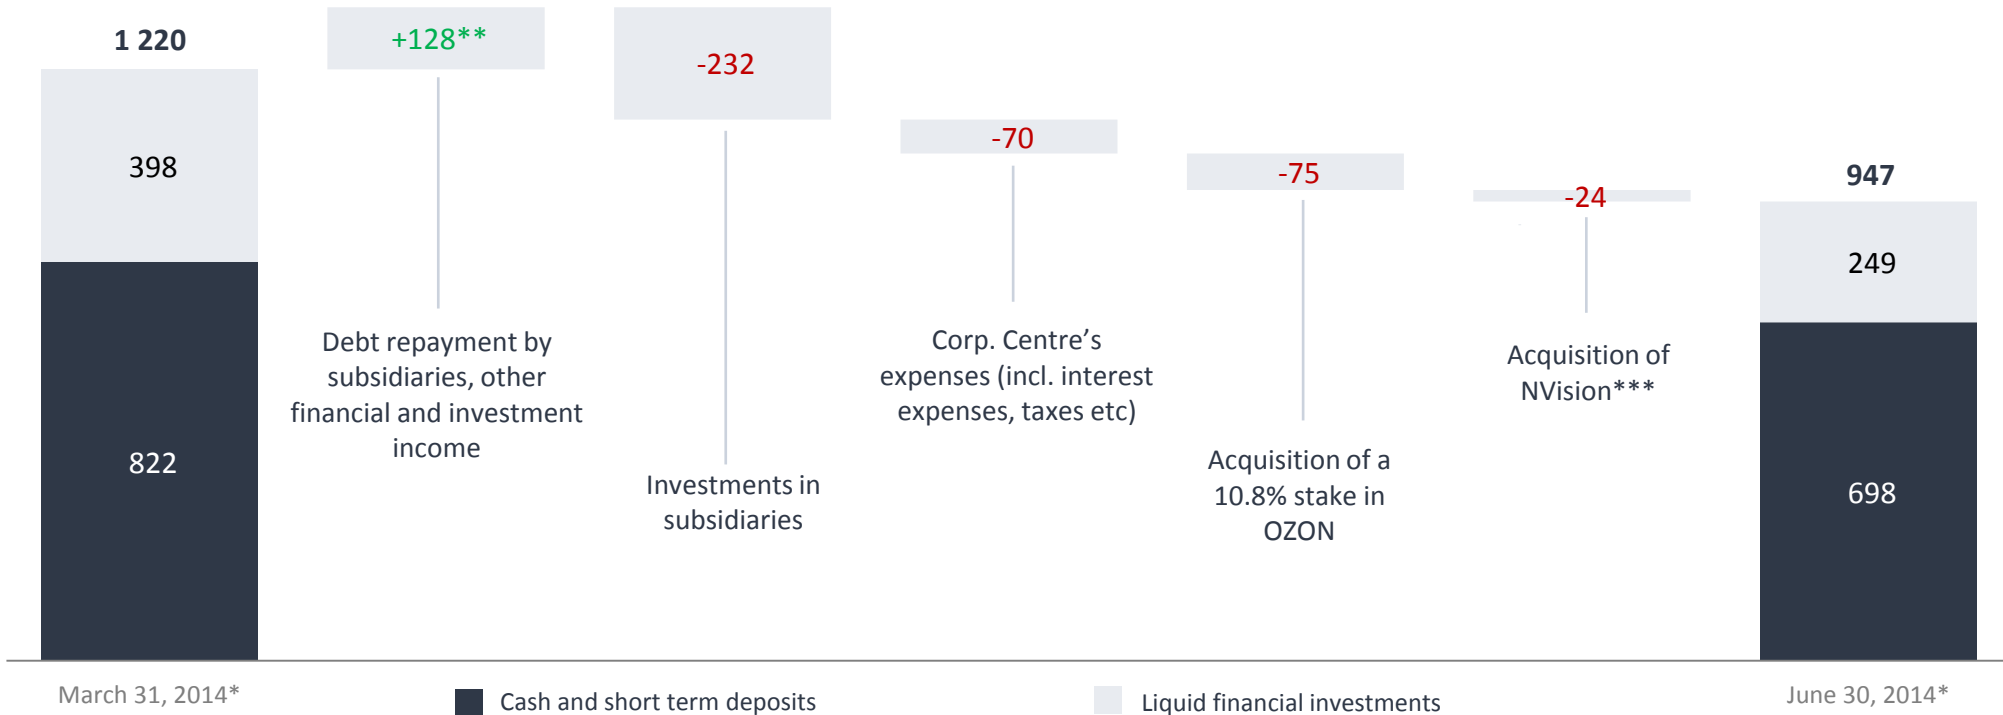 1 220
398
822
+128**
Debt repayment by
subsidiaries, other
financial and investment
income
-232
Investments in
subsidiaries
-70
Corp. Centre’s
expenses (incl. interest
expenses, taxes etc)
-75
Acquisition of a
10.8% stake in
OZON
-24
Acquisition of
NVision***
947
249
698
March 31, 2014*
Cash and short term deposits
Liquid financial investments
June 30, 2014*